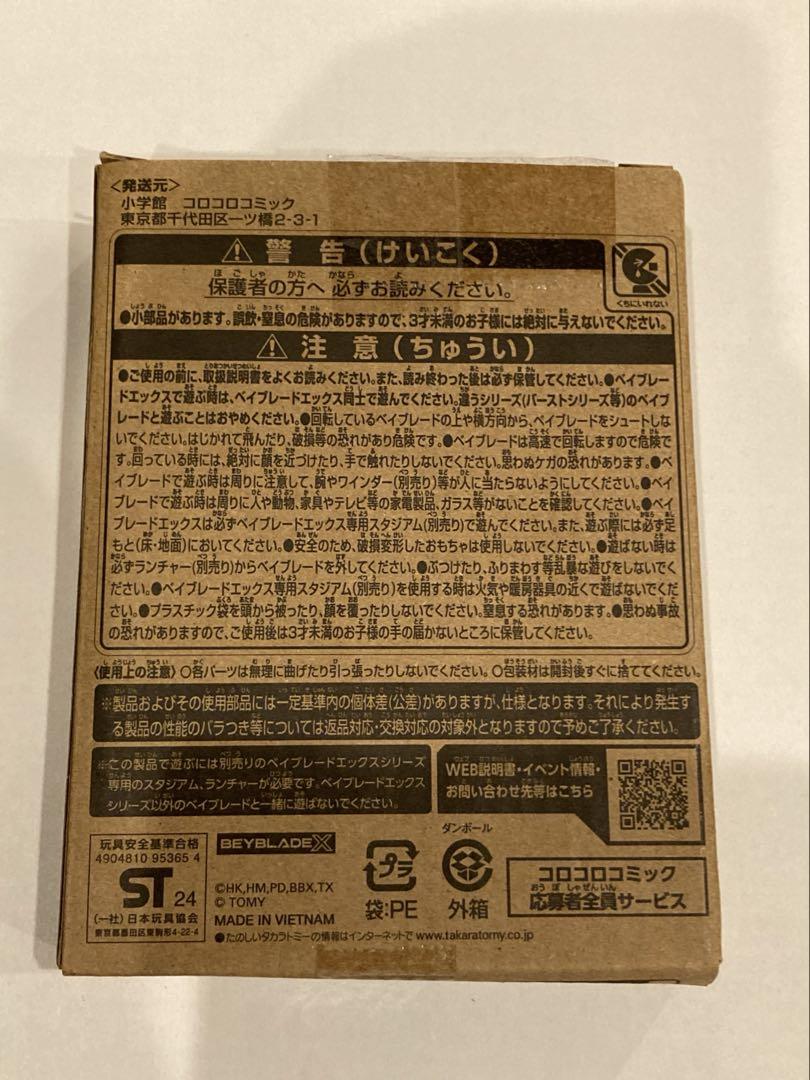 <発送元>
小学館 コロコロコミック
東京都千代田区一ツ橋2-3-1
警告(けいこく)
保護者の方へ 必ずお読みください。
くちにいれない
●小部品があります。誤飲・窒息の危険がありますので、3才未満のお子様には絶対に与えないでください。
注意(ちゅうい)
●ご使用の前に、取扱説明書をよくお読みください。また、読み終わった後は必ず保管してください。●ベイブレー
ドエックスで遊ぶ時は、ベイブレードエックス同士で遊んでください。違うシリーズ(バーストシリーズ等)のベイブ
レードと遊ぶことはおやめください。●回転しているベイブレードの上や横方向から、ベイブレードをシュートしな
いでください。はじかれて飛んだり、破損等の恐れがあり危険です。●ベイブレードは高速で回転しますので危険で
す。回っている時には、絶対に顔を近づけたり、手で触れたりしないでください。思わぬケガの恐れがあります。●ベ
イブレードで遊ぶ時は周りに注意して、腕やワインダー(別売り)等が人に当たらないようにしてください。●ベイ
ブレードで遊ぶ時は周りに人や動物、家具やテレビ等の家電製品、ガラス等がないことを確認してください。●ベイ
ブレードエックスは必ずベイブレードエックス専用スタジアム(別売り)で遊んでください。また、遊ぶ際には必ず足
もと(床・地面)においてください。●安全のため、破損変形したおもちゃは使用しないでください。●遊ばない時は
必ずランチャー(別売り)からベイブレードを外してください。●ぶつけたり、ふりまわす等乱暴な遊びをしないでく
ださい。●ベイブレードエックス専用スタジアム(別売り)を使用する時は火気や暖房器具の近くで遊ばないでくだ
さい。●プラスチック袋を頭から被ったり、顔を覆ったりしないでください。窒息する恐れがあります。●思わぬ事故
の恐れがありますので、ご使用後は3才未満のお子様の手の届かないところに保管してください。
〈使用上の注意〉○各パーツは無理に曲げたり引っ張ったりしないでください。○包装材は開封後すぐに捨ててください。
※製品およびその使用部品には一定基準内の個体差(公差)がありますが、仕様となります。それにより発生す
る製品の性能のバラつき等については返品対応・交換対応の対象外となりますので予めご了承ください。
※この製品で遊ぶには別売りのベイブレードエックスシリーズ
専用のスタジアム、ランチャーが必要です。ベイブレードエックス
シリーズ以外のベイブレードと一緒に遊ばないでください。
WEB説明書・イベント情報・
お問い合わせ先等はこちら
玩具安全基準合格
4904810 95365 4
ST 24
(一社)日本玩具協会
東京都墨田区東駒形4-22-4
BEYBLADE X
©HK,HM,PD,BBX,TX
© TOMY
MADE IN VIETNAM
●たのしいタカラトミーの情報はインターネットで www.takaratomy.co.jp
プラ
袋:PE
ダンボール
外箱
コロコロコミック
応募者全員サービス